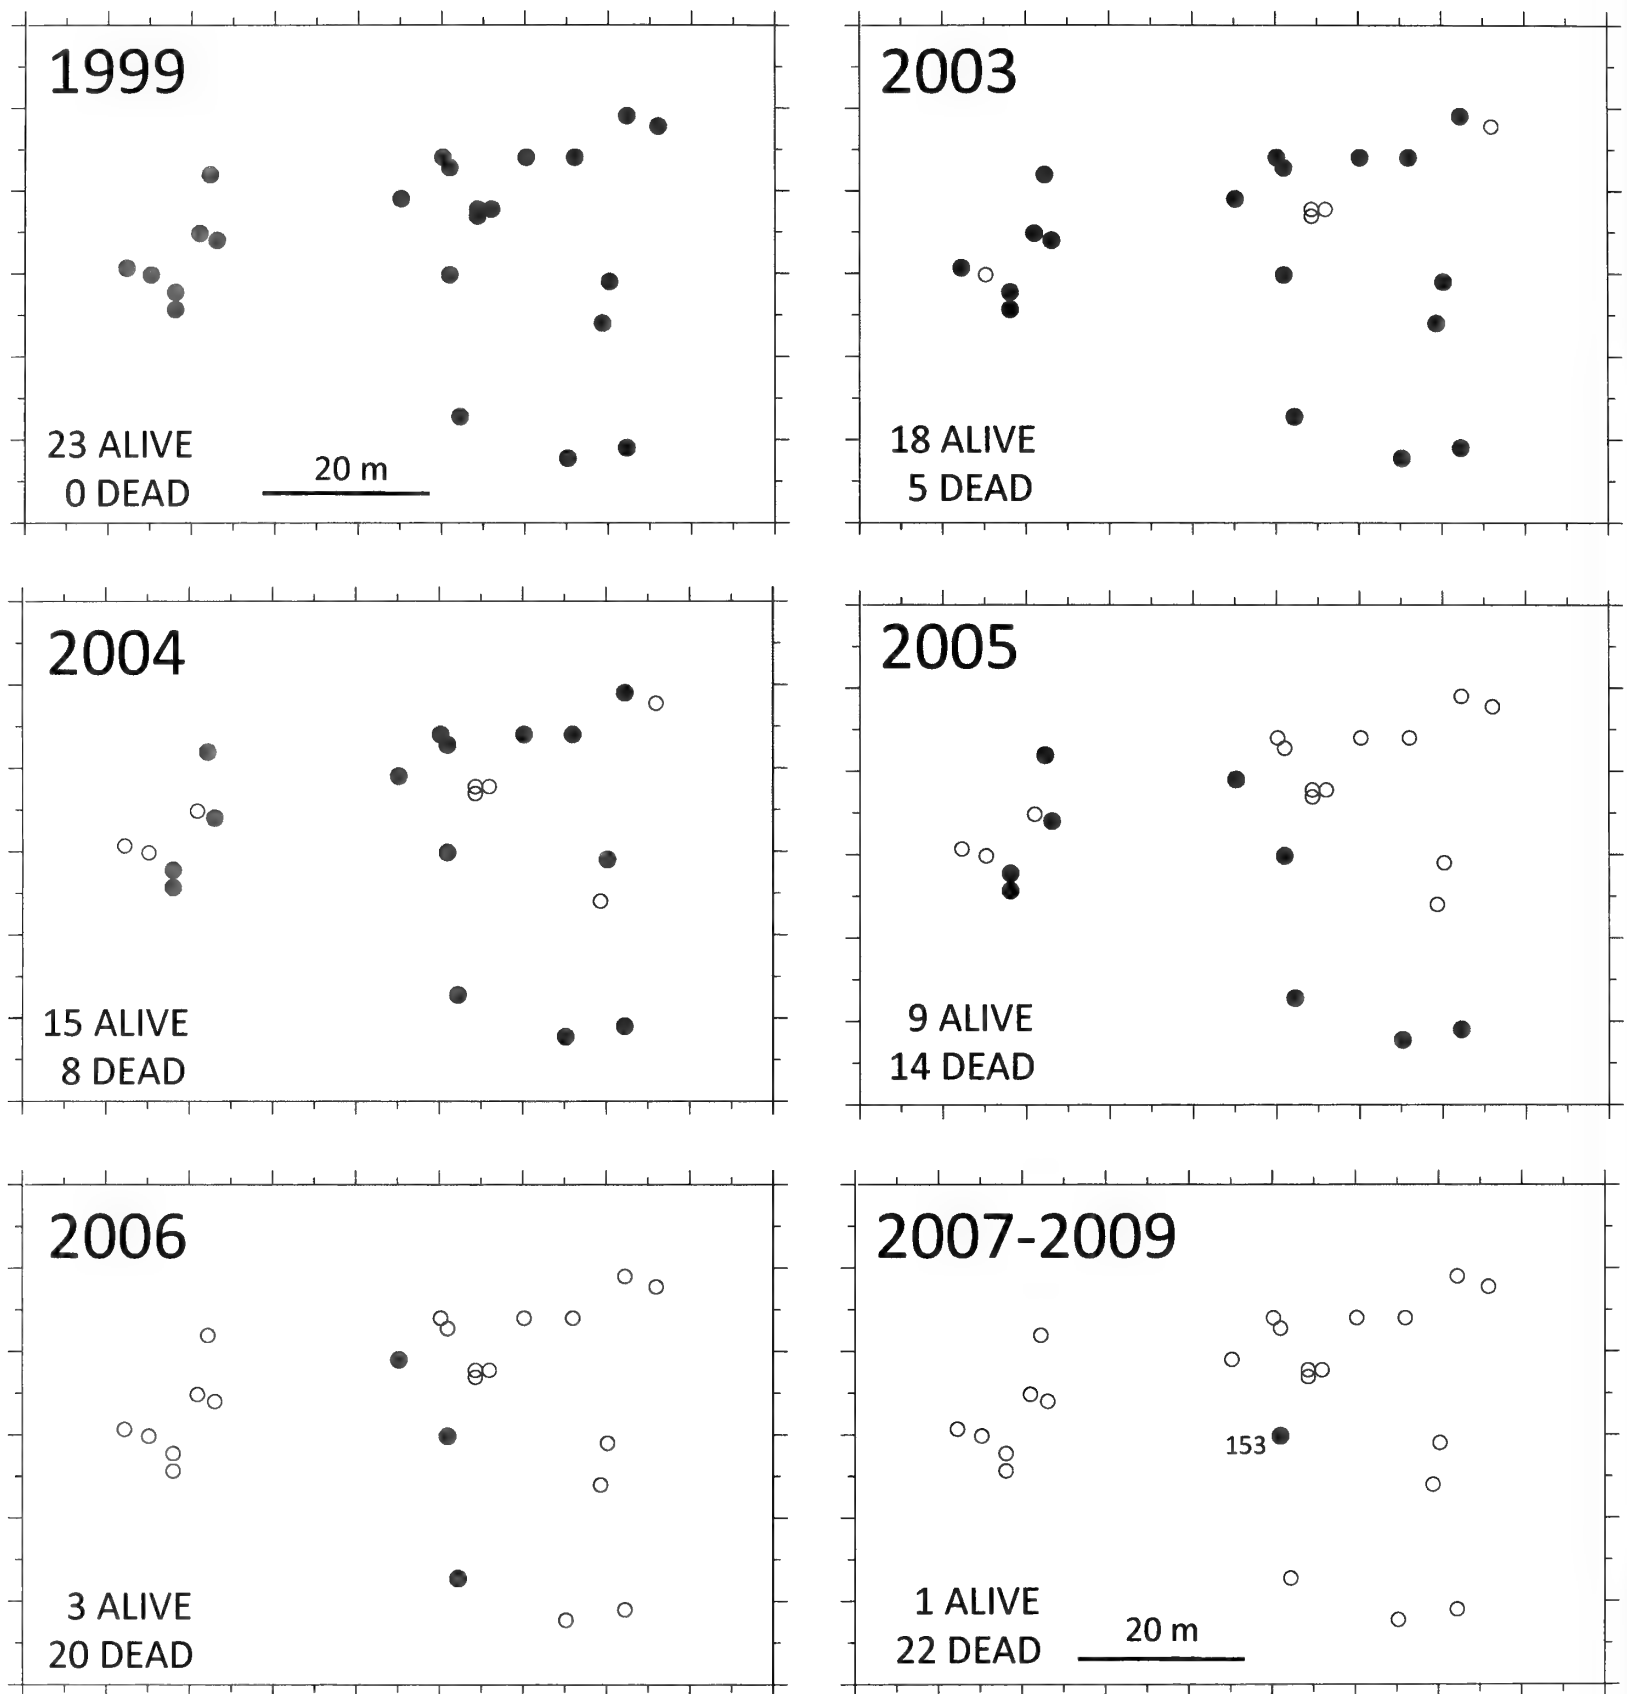 1999
23 ALIVE
0 DEAD
20 m
2003
18 ALIVE
5 DEAD
2004
15 ALIVE
8 DEAD
2005
9 ALIVE
14 DEAD
2006
3 ALIVE
20 DEAD
2007-2009
153
1 ALIVE
22 DEAD
20 m